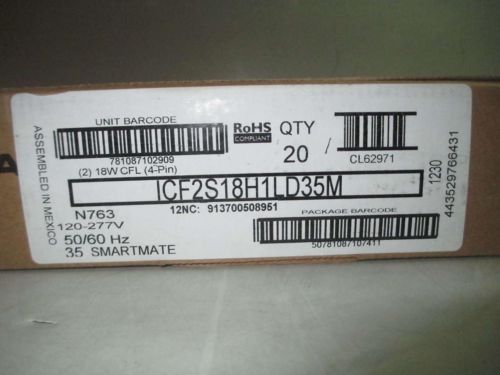 ASSEMBLED IN MEXICO
UNIT BARCODE
781087102909
(2) 18W CFL (4-Pin)
RoHS
COMPLIANT
QTY
20 /
CL62971
ICF2S18H1LD35M
12NC: 913700508951
N763
120-277V
50/60 Hz
35 SMARTMATE
PACKAGE BARCODE
50781087107411
1230
443529766431